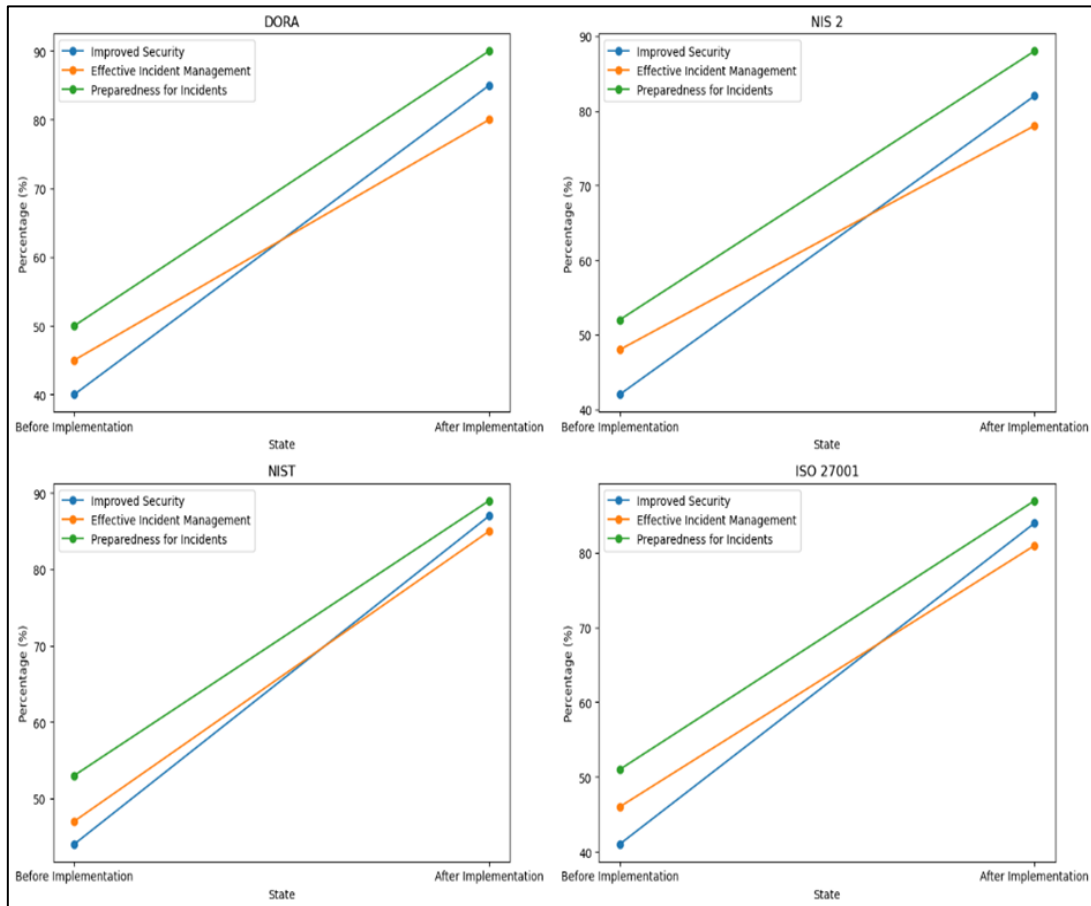 DORA
90
80
70
60
50
40
Percentage (%)
Improved Security
Effective Incident Management
Preparedness for Incidents
Before Implementation
After Implementation
State
NIS 2
90
80
70
60
50
40
Percentage (%)
Improved Security
Effective Incident Management
Preparedness for Incidents
Before Implementation
After Implementation
State
NIST
90
80
70
60
50
Percentage (%)
Improved Security
Effective Incident Management
Preparedness for Incidents
Before Implementation
After Implementation
State
ISO 27001
80
70
60
50
40
Percentage (%)
Improved Security
Effective Incident Management
Preparedness for Incidents
Before Implementation
After Implementation
State